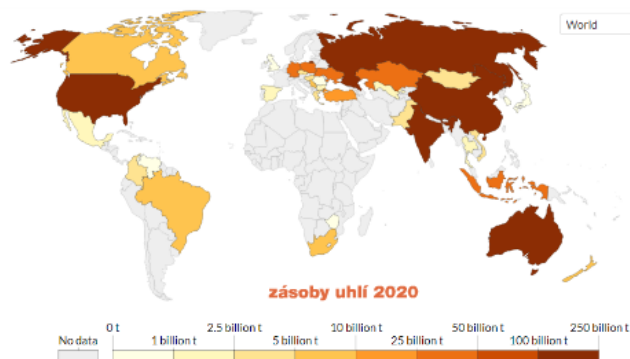 World
zásoby uhlí 2020
0 t 2.5 billion t 10 billion t 50 billion t 250 billion t
No data 1 billion t 5 billion t 25 billion t 100 billion t